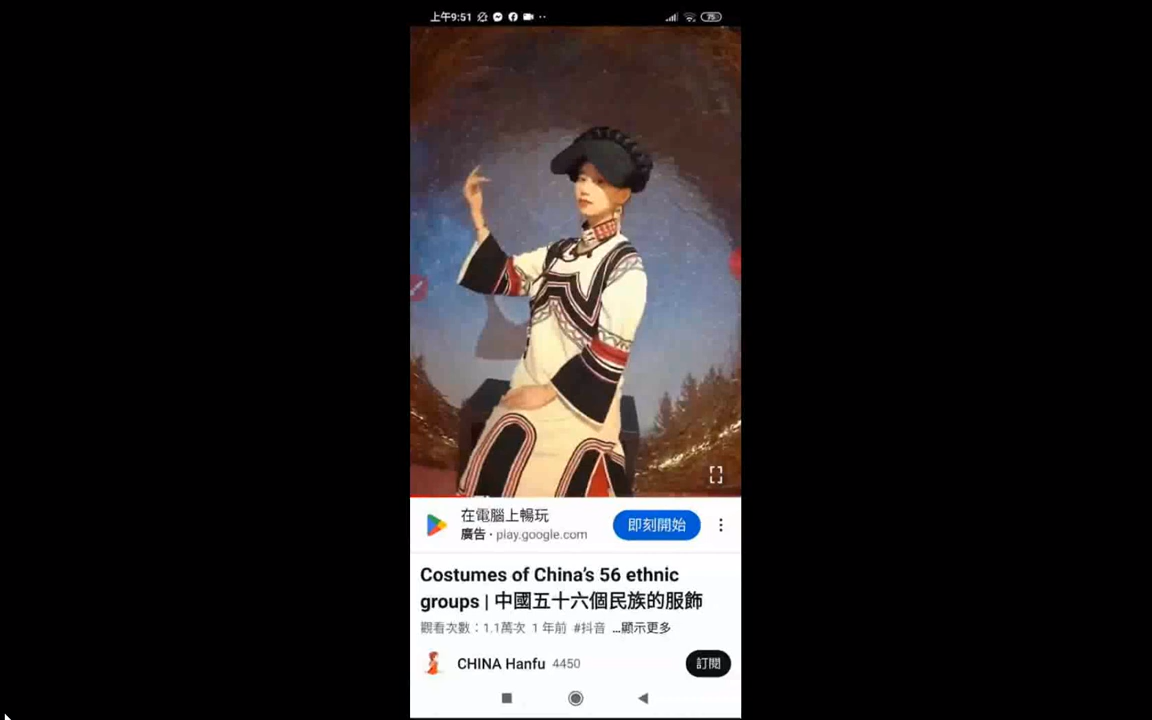 上午9:51
75
在電腦上暢玩
廣告 · play.google.com
即刻開始
Costumes of China's 56 ethnic
groups | 中國五十六個民族的服飾
觀看次數：1.1萬次 1 年前 #抖音 ...顯示更多
CHINA Hanfu 4450
訂閱